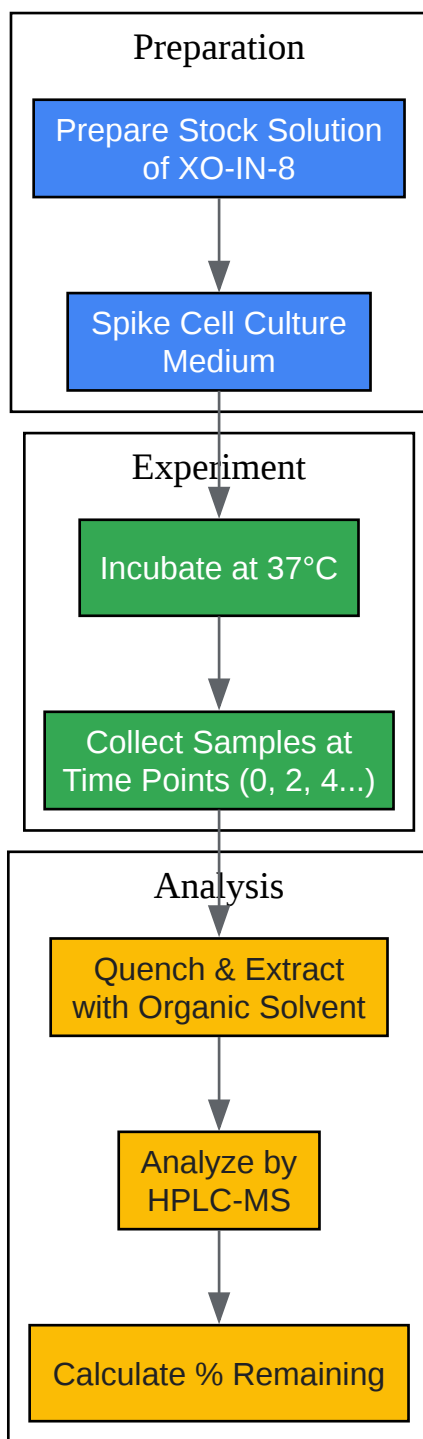 Preparation
Prepare Stock Solution
of XO-IN-8
Spike Cell Culture
Medium
Experiment
Incubate at 37°C
Collect Samples at
Time Points (0, 2, 4...)
Analysis
Quench & Extract
with Organic Solvent
Analyze by
HPLC-MS
Calculate % Remaining